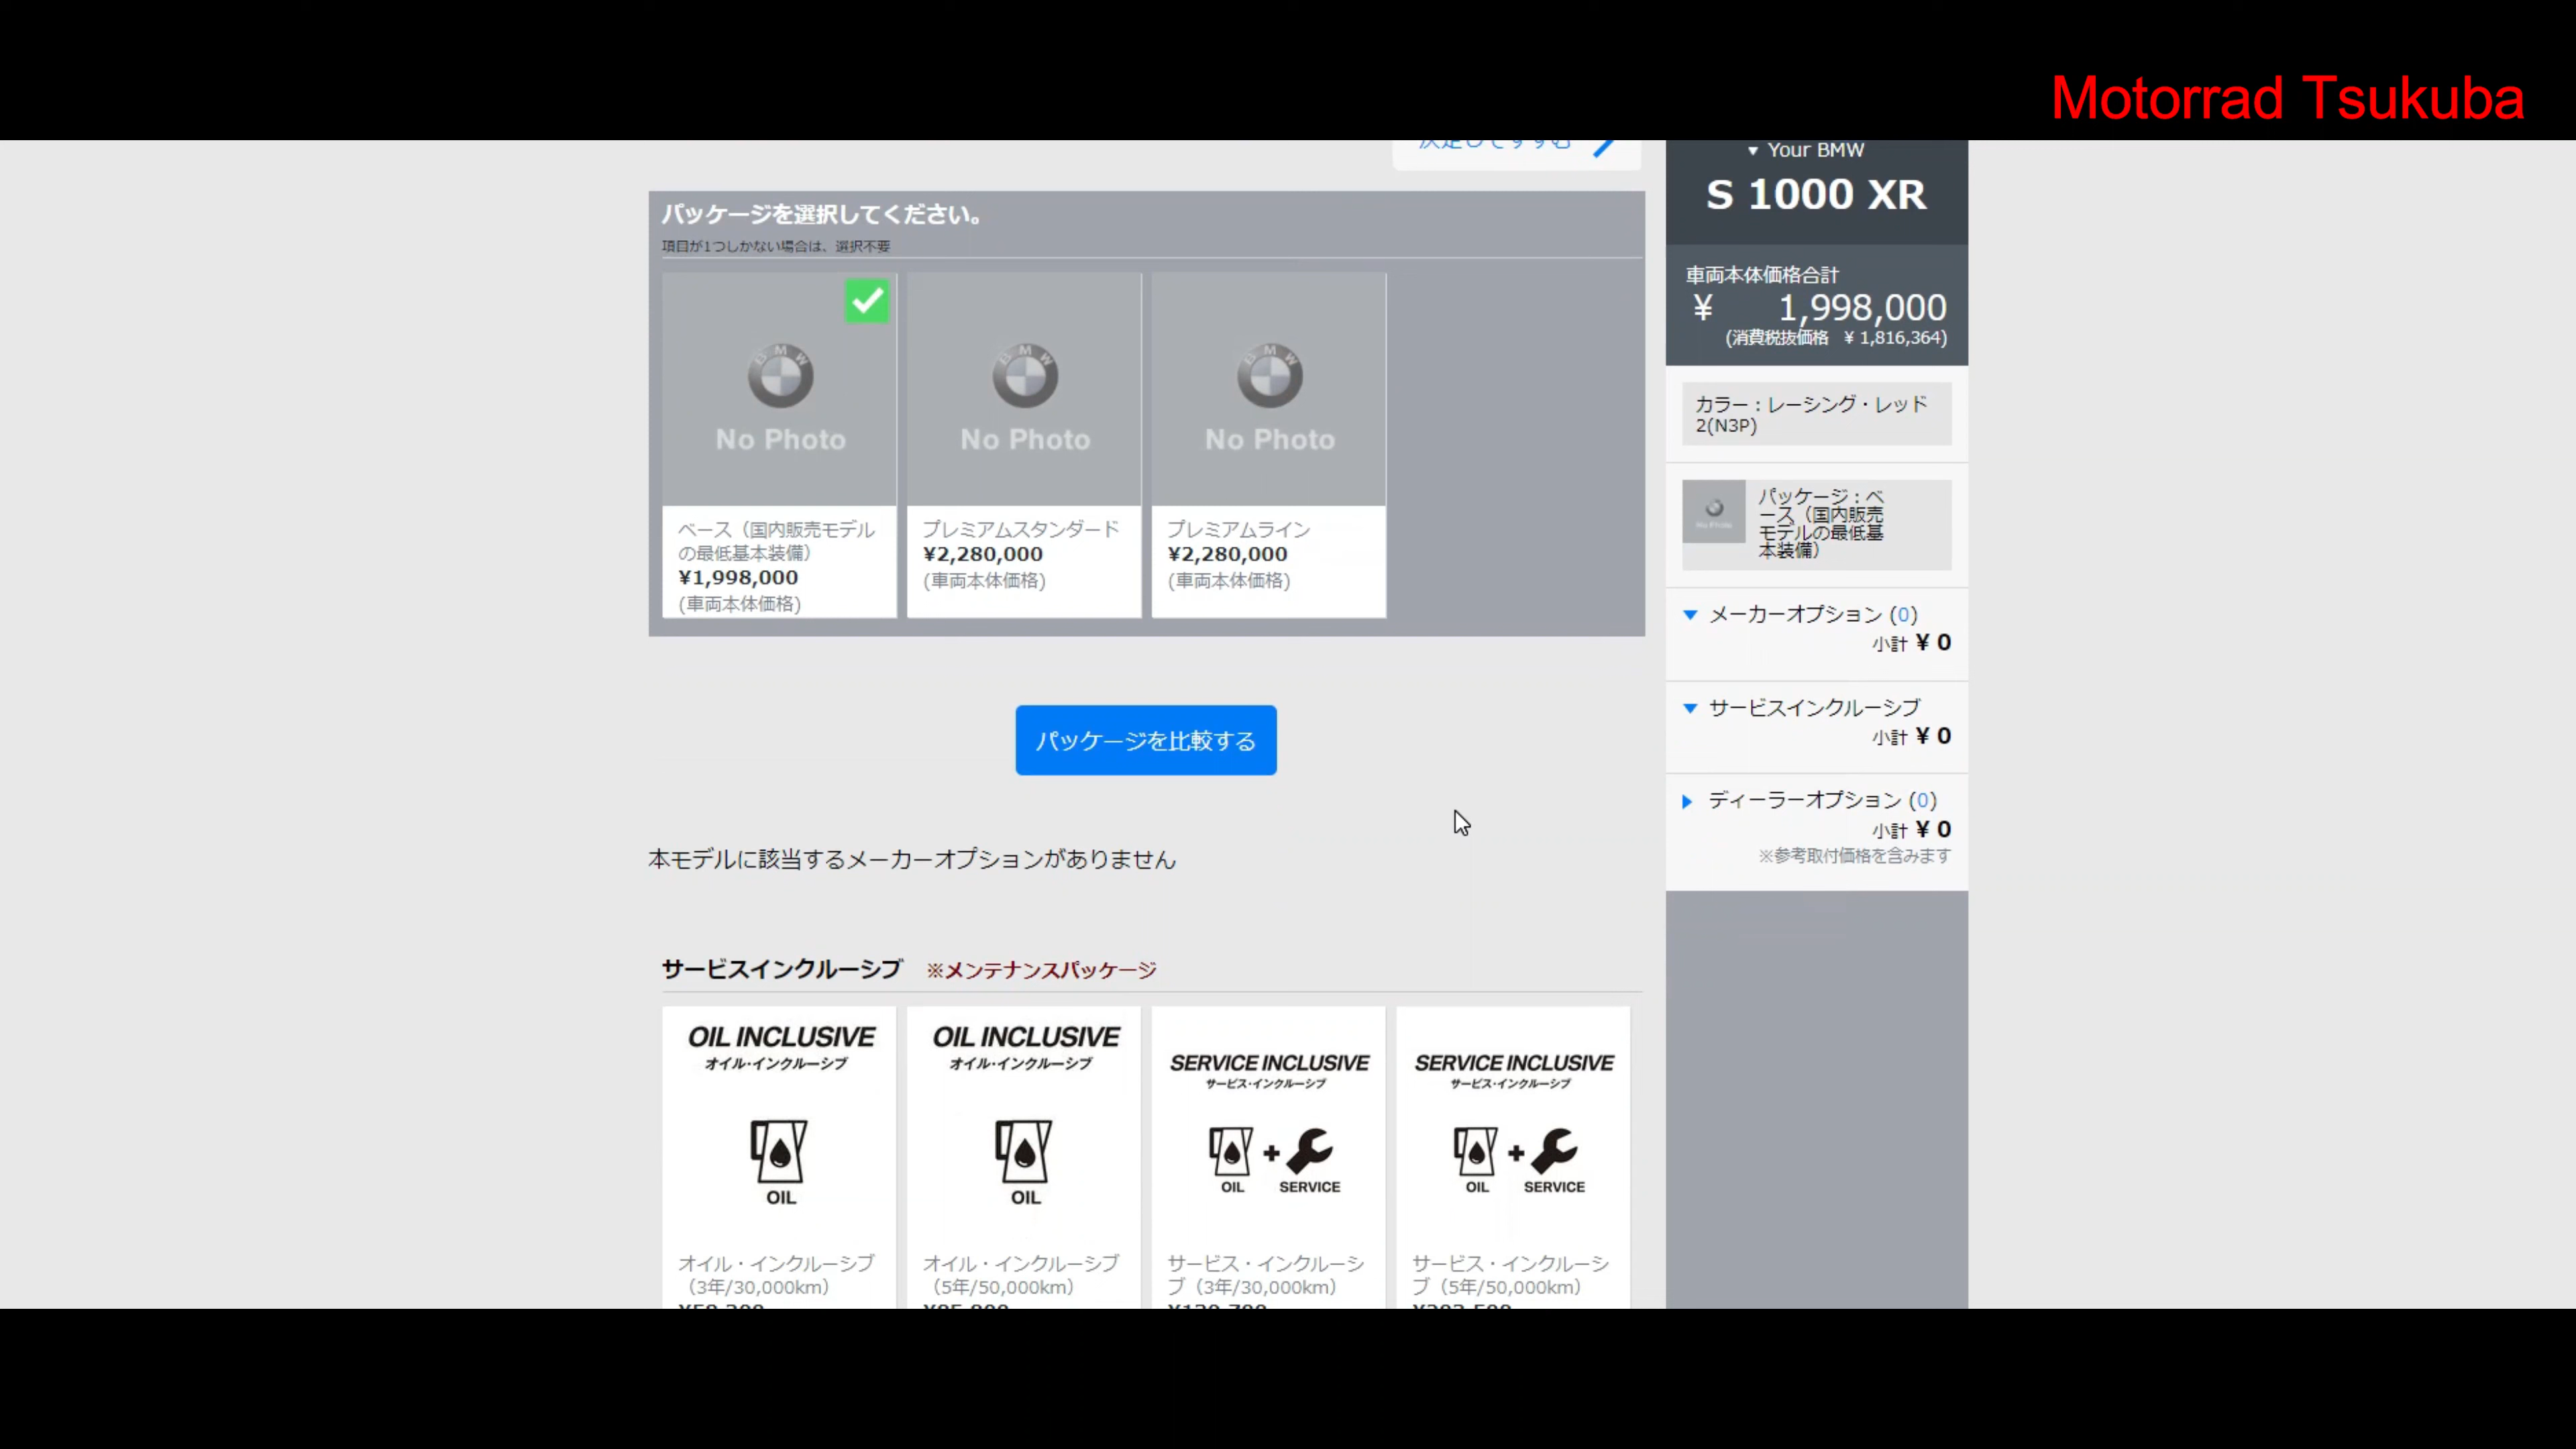 Motorrad Tsukuba
パッケージを選択してください。
項目が1つしかない場合は、選択不要
No Photo
No Photo
No Photo
ベース（国内販売モデル
の最低基本装備）
¥1,998,000
(車両本体価格)
プレミアムスタンダード
¥2,280,000
(車両本体価格)
プレミアムライン
¥2,280,000
(車両本体価格)
パッケージを比較する
本モデルに該当するメーカーオプションがありません
サービスインクルーシブ ※メンテナンスパッケージ
OIL INCLUSIVE
オイル・インクルーシブ
OIL
オイル・インクルーシブ
（3年/30,000km）
OIL INCLUSIVE
オイル・インクルーシブ
OIL
オイル・インクルーシブ
（5年/50,000km）
SERVICE INCLUSIVE
サービス・インクルーシブ
OIL + SERVICE
サービス・インクルーシ
ブ（3年/30,000km）
SERVICE INCLUSIVE
サービス・インクルーシブ
OIL + SERVICE
サービス・インクルーシ
ブ（5年/50,000km）
▼ Your BMW
S 1000 XR
車両本体価格合計
¥ 1,998,000
(消費税抜価格 ¥ 1,816,364)
カラー：レーシング・レッド
2(N3P)
パッケージ：ベ
ース（国内販売
モデルの最低基
本装備）
メーカーオプション (0)
小計 ¥ 0
サービスインクルーシブ
小計 ¥ 0
ディーラーオプション (0)
小計 ¥ 0
※参考取付価格を含みます